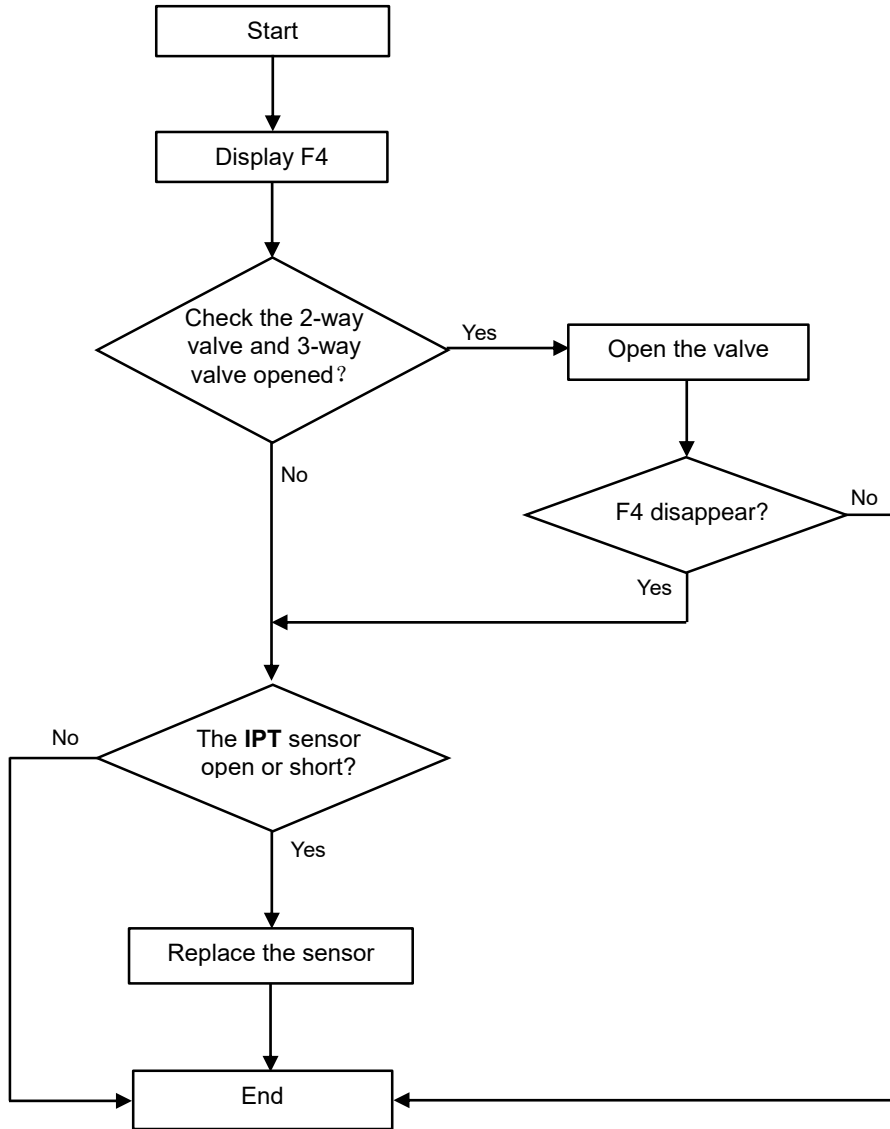 Start
Display F4
Check the 2-way
valve and 3-way
valve opened？
Yes
Open the valve
No
F4 disappear?
No
Yes
No
The IPT sensor
open or short?
Yes
Replace the sensor
End